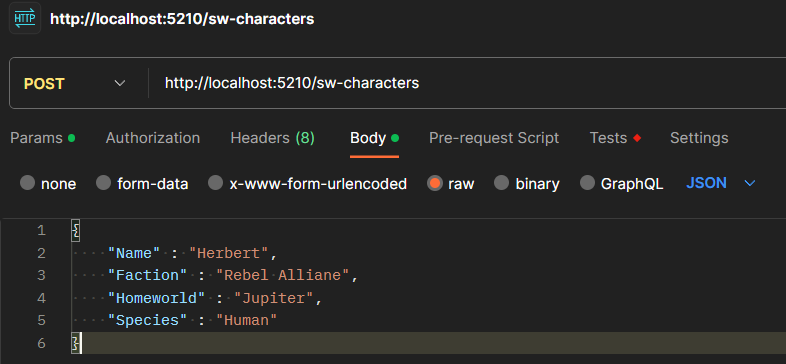 HTTP http://localhost:5210/sw-characters
POST http://localhost:5210/sw-characters
Params Authorization Headers (8) Body Pre-request Script Tests Settings
none form-data x-www-form-urlencoded raw binary GraphQL JSON
1 {
2 "Name" : "Herbert",
3 "Faction" : "Rebel Alliane",
4 "Homeworld" : "Jupiter",
5 "Species" : "Human"
6 }